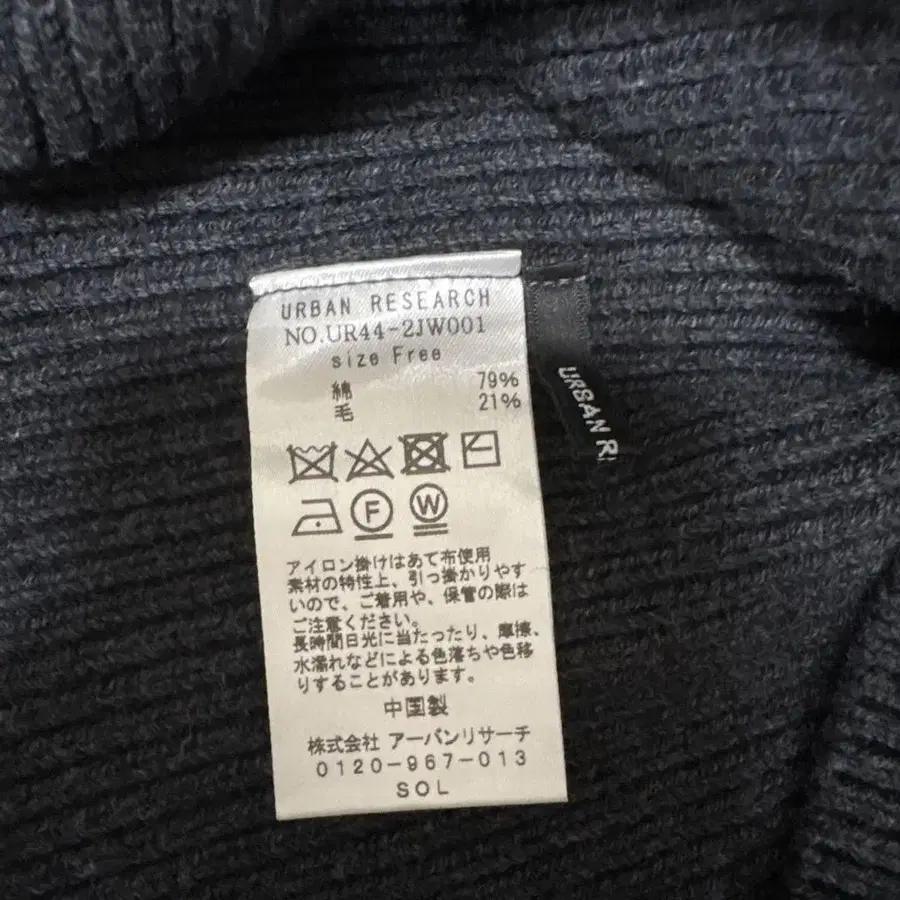 URBAN RESEARCH
NO.UR44-2JW001
size Free
綿 79%
毛 21%
F
W
アイロン掛けはあて布使用
素材の特性上、引っ掛かりやす
いので、ご着用や、保管の際は
ご注意ください。
長時間日光に当たったり、摩擦、
水濡れなどによる色落ちや色移
りすることがあります。
中国製
株式会社 アーバンリサーチ
0120-967-013
SOL
URBAN R